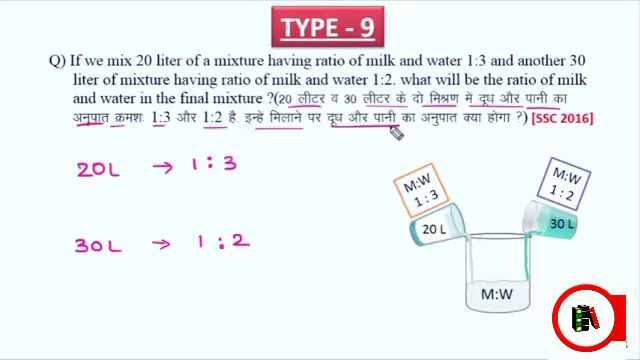 TYPE - 9
Q) If we mix 20 liter of a mixture having ratio of milk and water 1:3 and another 30
liter of mixture having ratio of milk and water 1:2. what will be the ratio of milk
and water in the final mixture ?(20 लीटर व 30 लीटर के दो मिश्रण में दूध और पानी का
अनुपात क्रमश: 1:3 और 1:2 है. इन्हें मिलाने पर दूध और पानी का अनुपात क्या होगा ?) [SSC 2016]
20L → 1 : 3
30L → 1 : 2
M:W
1 : 3
M:W
1 : 2
20 L
30 L
M:W